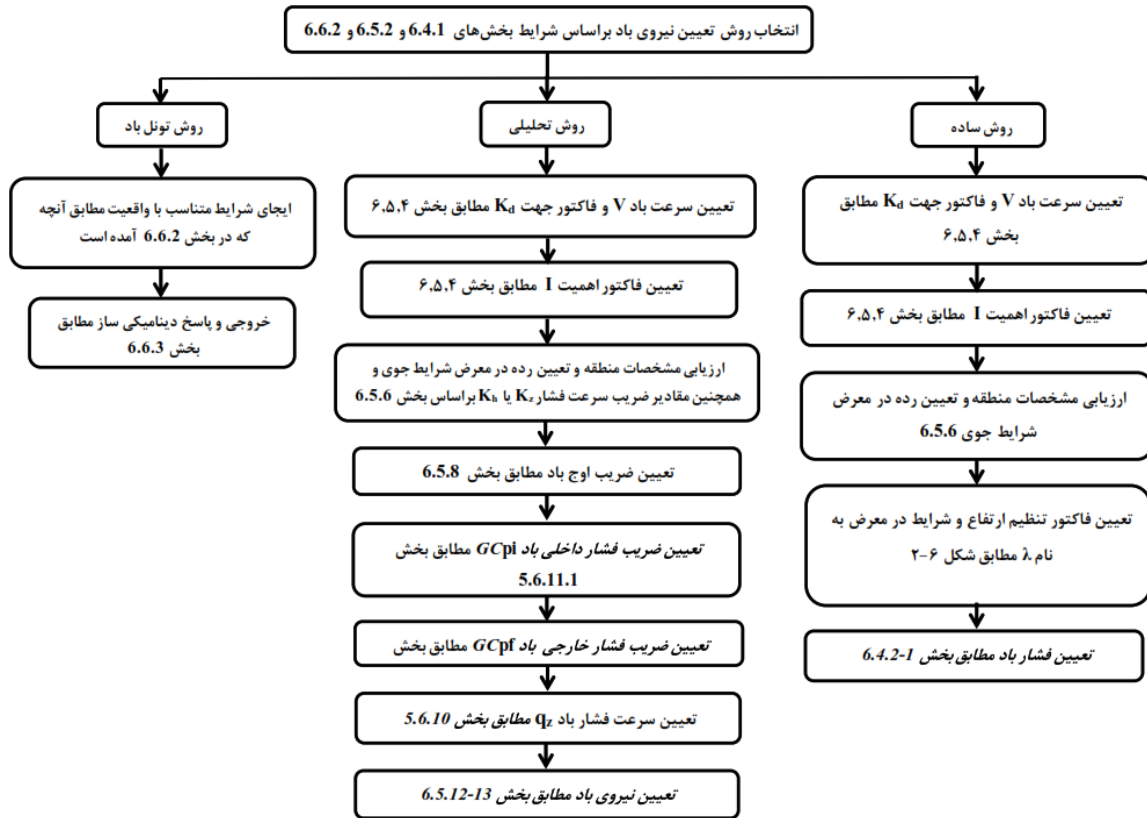 انتخاب روش تعیین نیروی باد براساس شرایط بخش‌های 6.4.1 و 6.5.2 و 6.6.2
روش ساده
تعیین سرعت باد V و فاکتور جهت Kd مطابق
بخش ۶,۵,۴
تعیین فاکتور اهمیت I مطابق بخش ۶,۵,۴
ارزیابی مشخصات منطقه و تعیین رده در معرض
شرایط جوی 6.5.6
تعیین فاکتور تنظیم ارتفاع و شرایط در معرض به
نام λ مطابق شکل ۶-۲
تعیین فشار باد مطابق بخش 6.4.2-1
روش تحلیلی
تعیین سرعت باد V و فاکتور جهت Kd مطابق بخش ۶,۵,۴
تعیین فاکتور اهمیت I مطابق بخش ۶,۵,۴
ارزیابی مشخصات منطقه و تعیین رده در معرض شرایط جوی و
همچنین مقادیر ضریب سرعت فشار Kz یا Kh براساس بخش 6.5.6
تعیین ضریب اوج باد مطابق بخش 6.5.8
تعیین ضریب فشار داخلی باد GCpi مطابق بخش
5.6.11.1
تعیین ضریب فشار خارجی باد GCpf مطابق بخش
تعیین سرعت فشار باد qz مطابق بخش 5.6.10
تعیین نیروی باد مطابق بخش 6.5.12-13
روش تونل باد
ایجای شرایط متناسب با واقعیت مطابق آنچه
که در بخش 6.6.2 آمده است
خروجی و پاسخ دینامیکی ساز مطابق
بخش 6.6.3